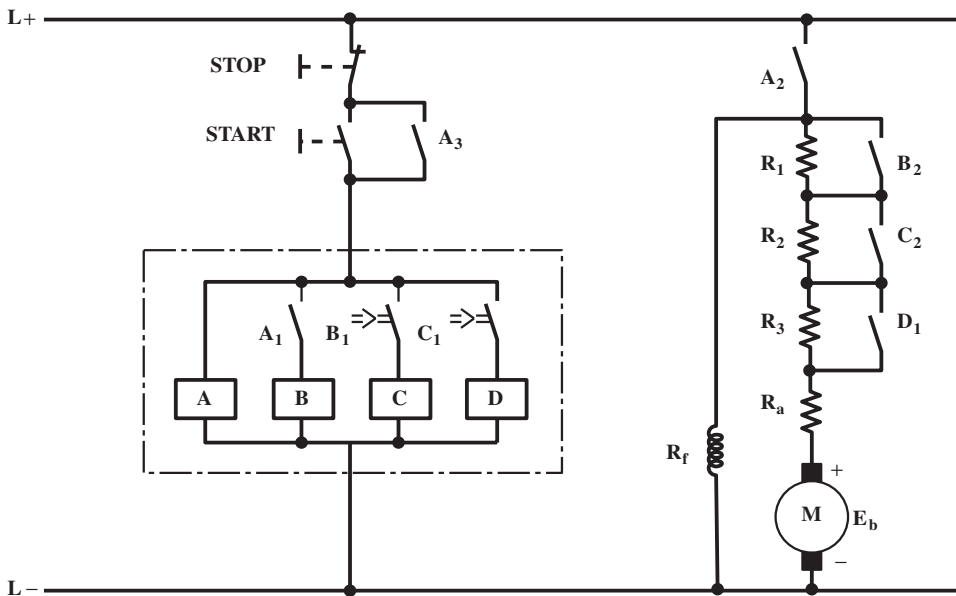 L+
STOP
A2
START
A3
R1
B2
R2
C2
A1
B1
C1
R3
D1
A
B
C
D
Ra
Rf
+
M
Eb
−
L−